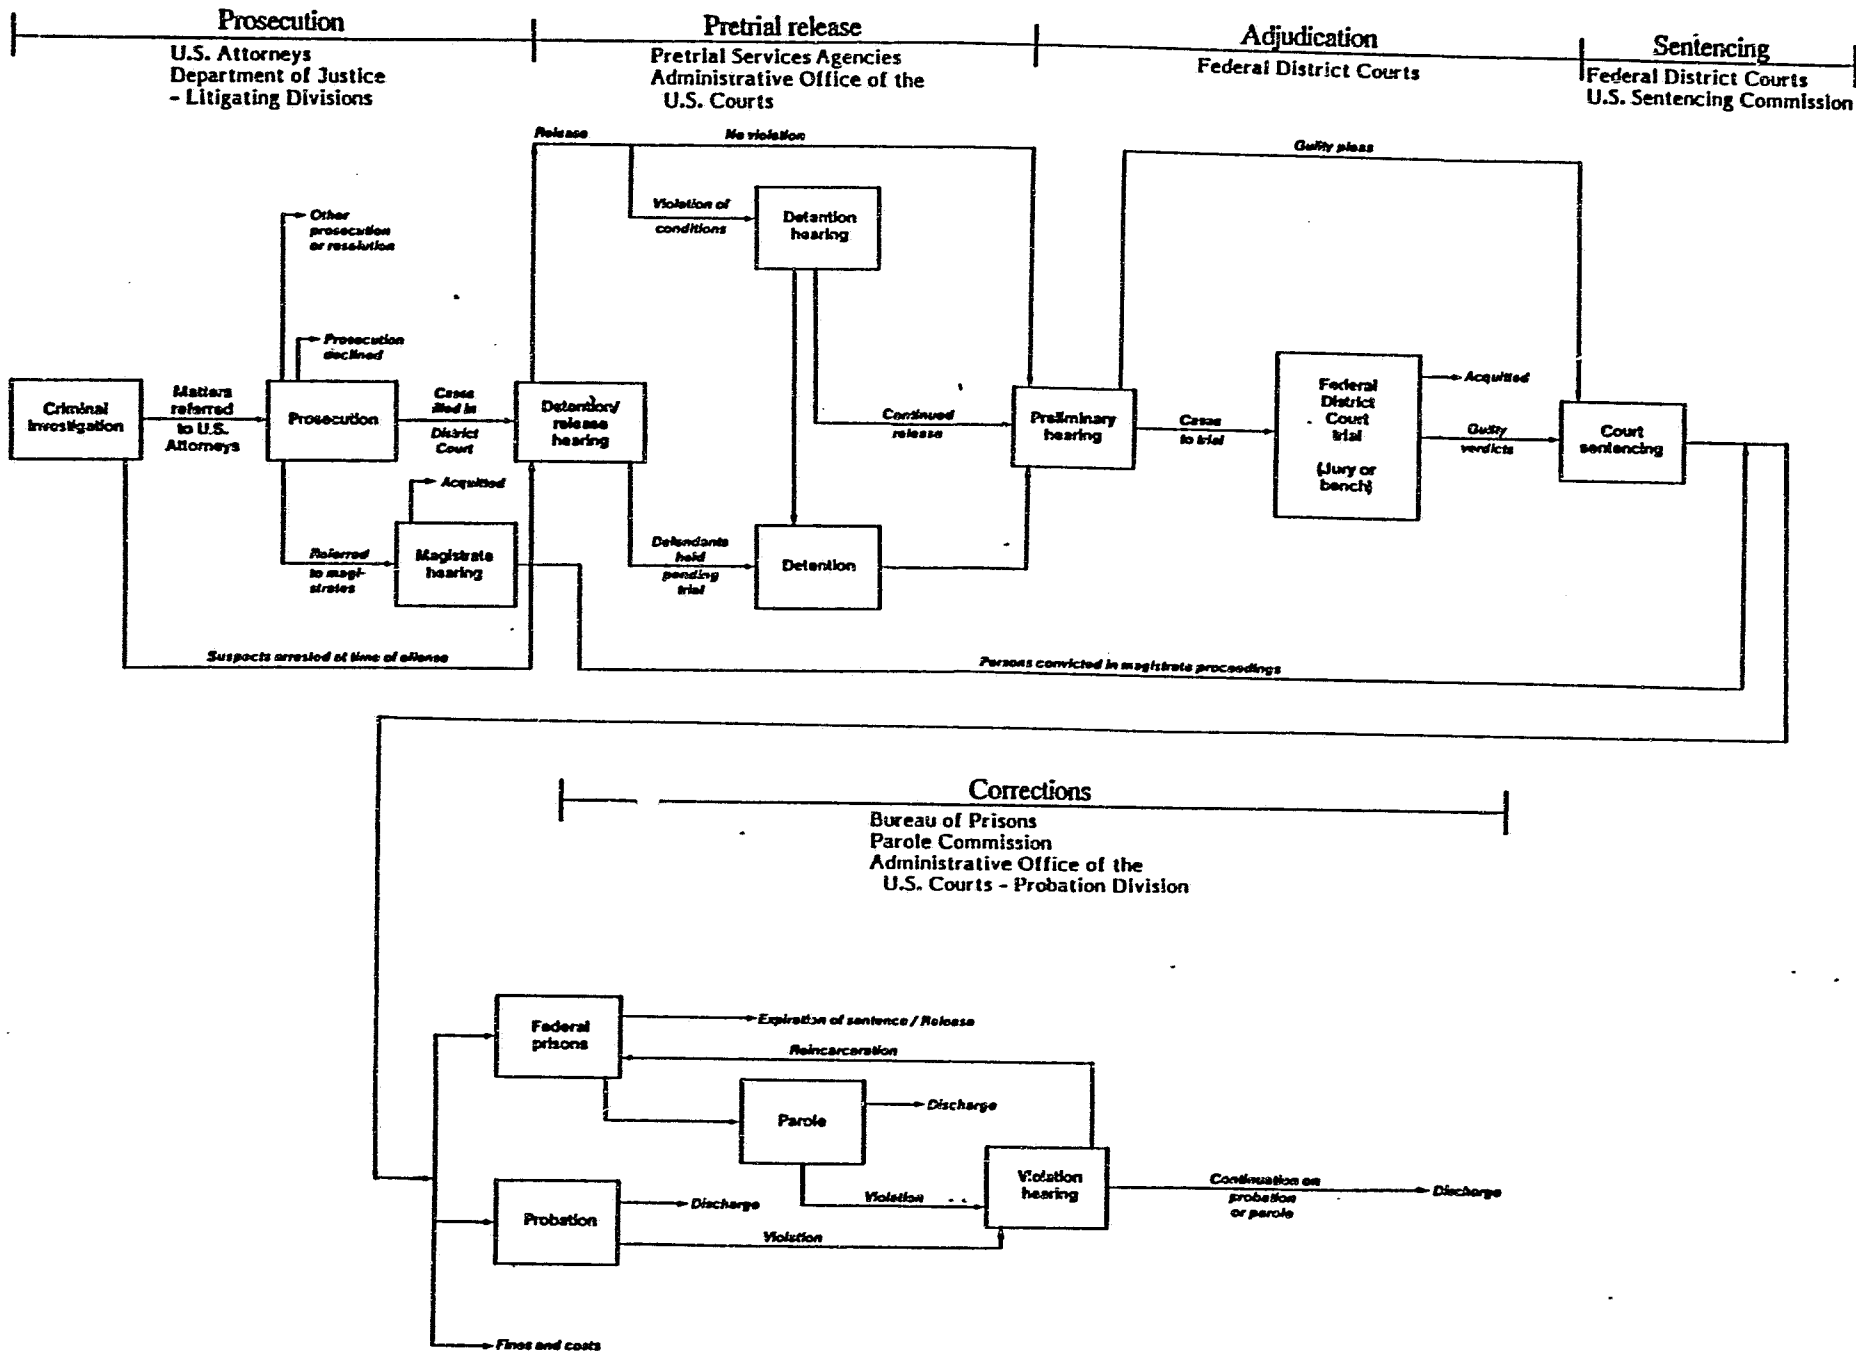 Prosecution
U.S. Attorneys
Department of Justice
- Litigating Divisions
Pretrial release
Pretrial Services Agencies
Administrative Office of the
U.S. Courts
Adjudication
Federal District Courts
Sentencing
Federal District Courts
U.S. Sentencing Commission
Release
No violation
Guilty pleas
Other
prosecution
or resolution
Violation of
conditions
Detention
hearing
Prosecution
declined
Criminal
investigation
Matters
referred
to U.S.
Attorneys
Prosecution
Cases
filed in
District
Court
Detention/
release
hearing
Continued
release
Preliminary
hearing
Cases
to trial
Federal
District
Court
trial
(Jury or
bench)
Acquitted
Guilty
verdicts
Court
sentencing
Acquitted
Referred
to magi-
strates
Magistrate
hearing
Defendants
held
pending
trial
Detention
Suspects arrested at time of offense
Persons convicted in magistrate proceedings
Corrections
Bureau of Prisons
Parole Commission
Administrative Office of the
U.S. Courts - Probation Division
Federal
prisons
Expiration of sentence / Release
Reincarceration
Parole
Discharge
Violation
Violation
hearing
Continuation on
probation
or parole
Discharge
Probation
Discharge
Violation
Fines and costs